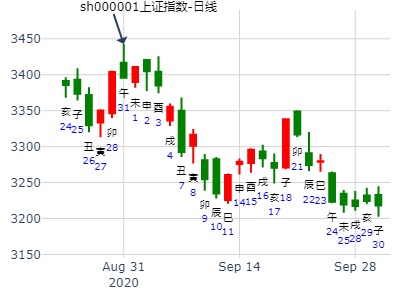 sh000001上证指数-日线
3450
3400
3350
3300
3250
3200
3150
亥
24
子
25
丑
26
寅
27
卯
28
午
31
未
1
申
2
酉
3
戌
4
丑
7
寅
8
卯
9
辰
10
巳
11
申
14
酉
15
戌
16
亥
17
子
18
卯
21
辰
22
巳
23
午
24
未
25
戌
28
亥
29
子
30
Aug 31
2020
Sep 14
Sep 28